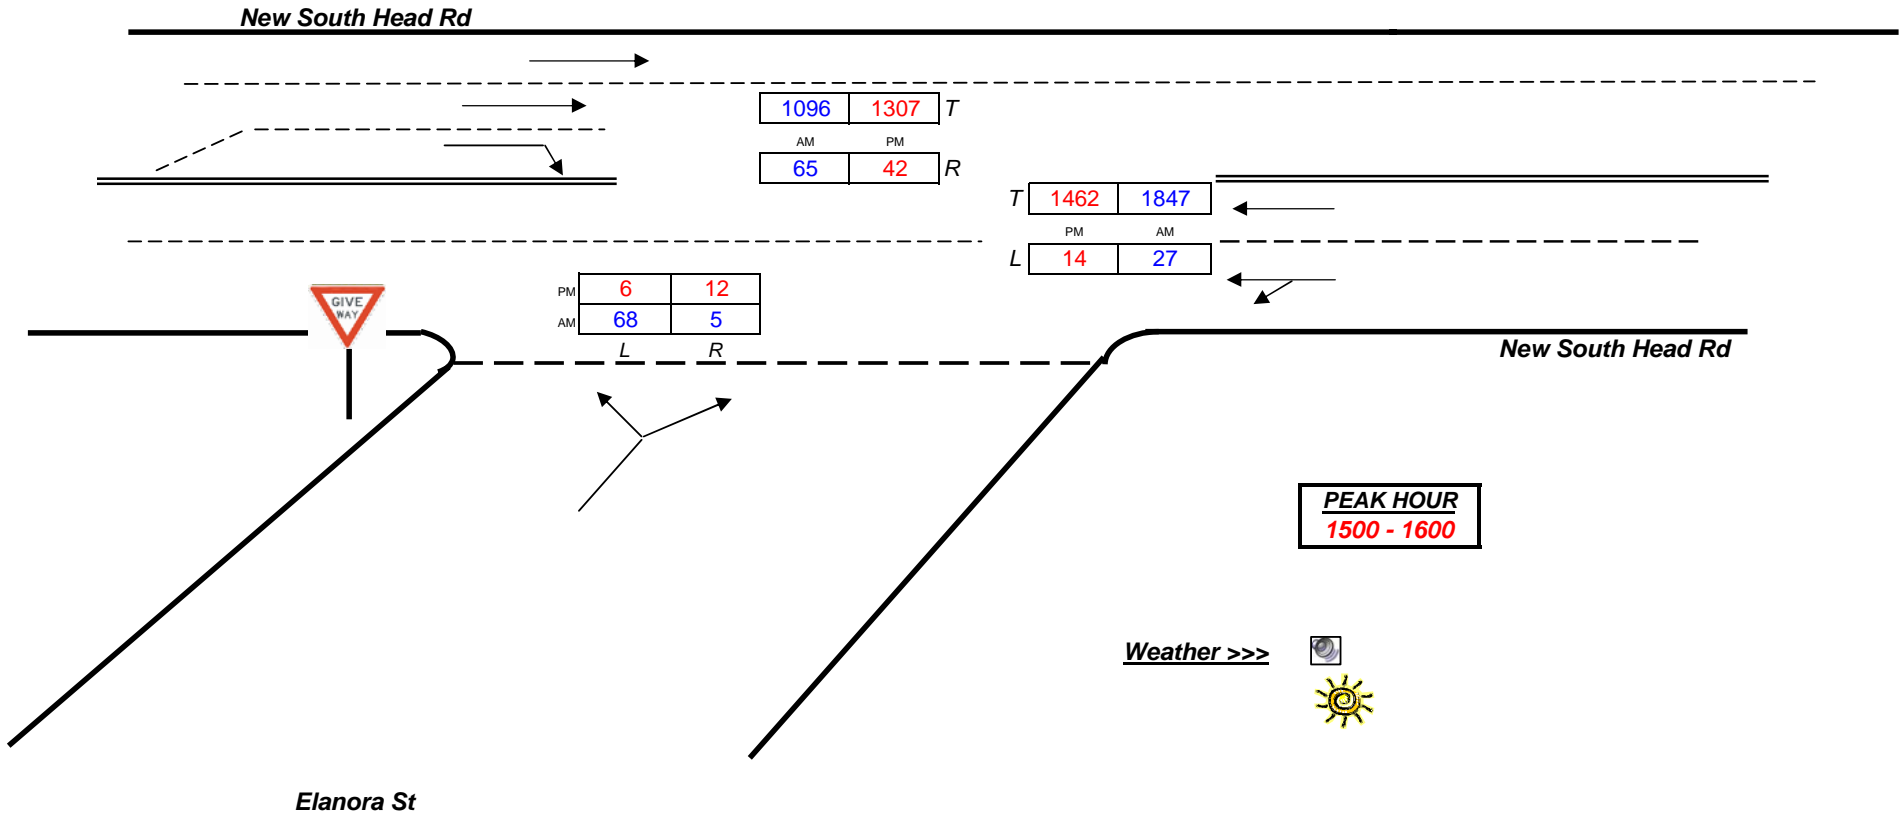 New South Head Rd
1096 1307 T
AM PM
65 42 R
T 1462 1847
PM AM
L 14 27
PM 6 12
AM 68 5
L R
GIVE
WAY
New South Head Rd
PEAK HOUR
1500 - 1600
Weather >>>
Elanora St